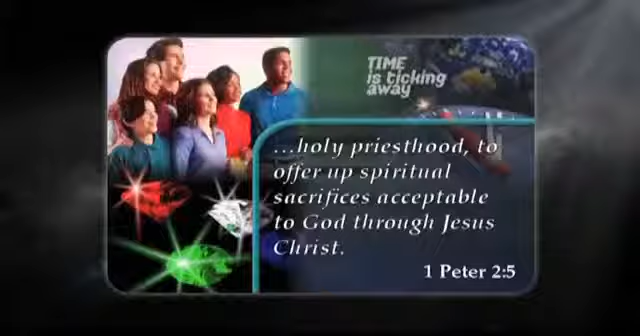 TIME
is ticking
away
...holy priesthood, to
offer up spiritual
sacrifices acceptable
to God through Jesus
Christ.
1 Peter 2:5